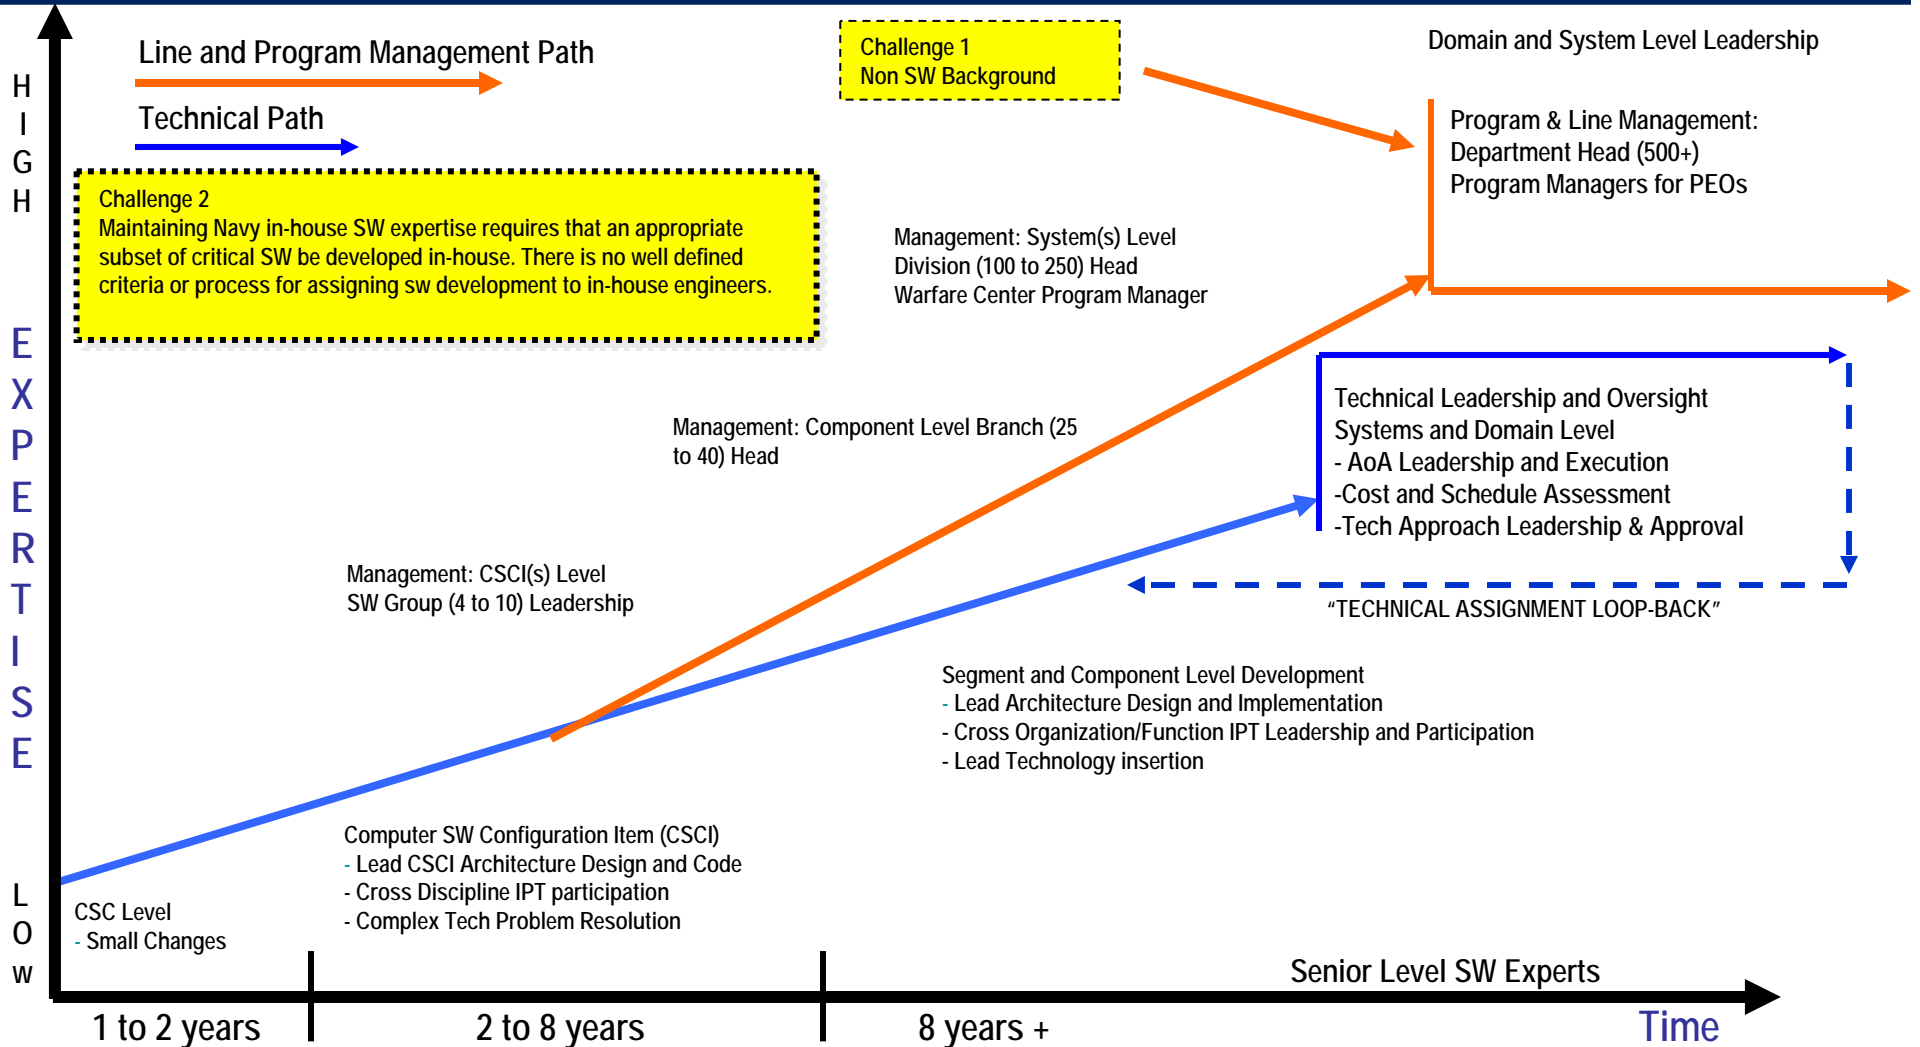 Line and Program Management Path
Technical Path
Challenge 1
Non SW Background
Domain and System Level Leadership
Program & Line Management:
Department Head (500+)
Program Managers for PEOs
Challenge 2
Maintaining Navy in-house SW expertise requires that an appropriate
subset of critical SW be developed in-house. There is no well defined
criteria or process for assigning sw development to in-house engineers.
Management: System(s) Level
Division (100 to 250) Head
Warfare Center Program Manager
HIGH
EXPERTISE
LOw
Management: Component Level Branch (25
to 40) Head
Technical Leadership and Oversight
Systems and Domain Level
- AoA Leadership and Execution
-Cost and Schedule Assessment
-Tech Approach Leadership & Approval
Management: CSCI(s) Level
SW Group (4 to 10) Leadership
“TECHNICAL ASSIGNMENT LOOP-BACK”
Segment and Component Level Development
- Lead Architecture Design and Implementation
- Cross Organization/Function IPT Leadership and Participation
- Lead Technology insertion
Computer SW Configuration Item (CSCI)
- Lead CSCI Architecture Design and Code
- Cross Discipline IPT participation
- Complex Tech Problem Resolution
CSC Level
- Small Changes
Senior Level SW Experts
1 to 2 years
2 to 8 years
8 years +
Time